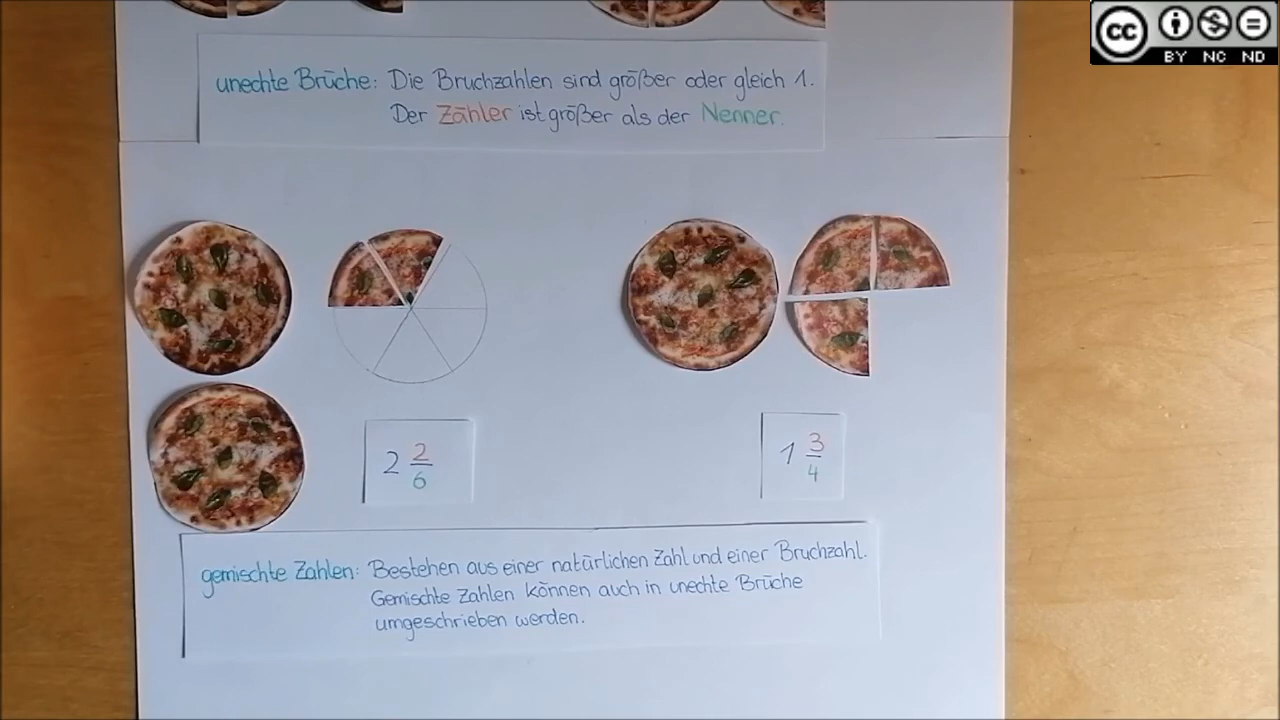 cc
BY NC ND
unechte Brüche: Die Bruchzahlen sind größer oder gleich 1.
Der Zähler ist größer als der Nenner.
2 2/6
1 3/4
gemischte Zahlen: Bestehen aus einer natürlichen Zahl und einer Bruchzahl.
Gemischte Zahlen können auch in unechte Brüche
umgeschrieben werden.